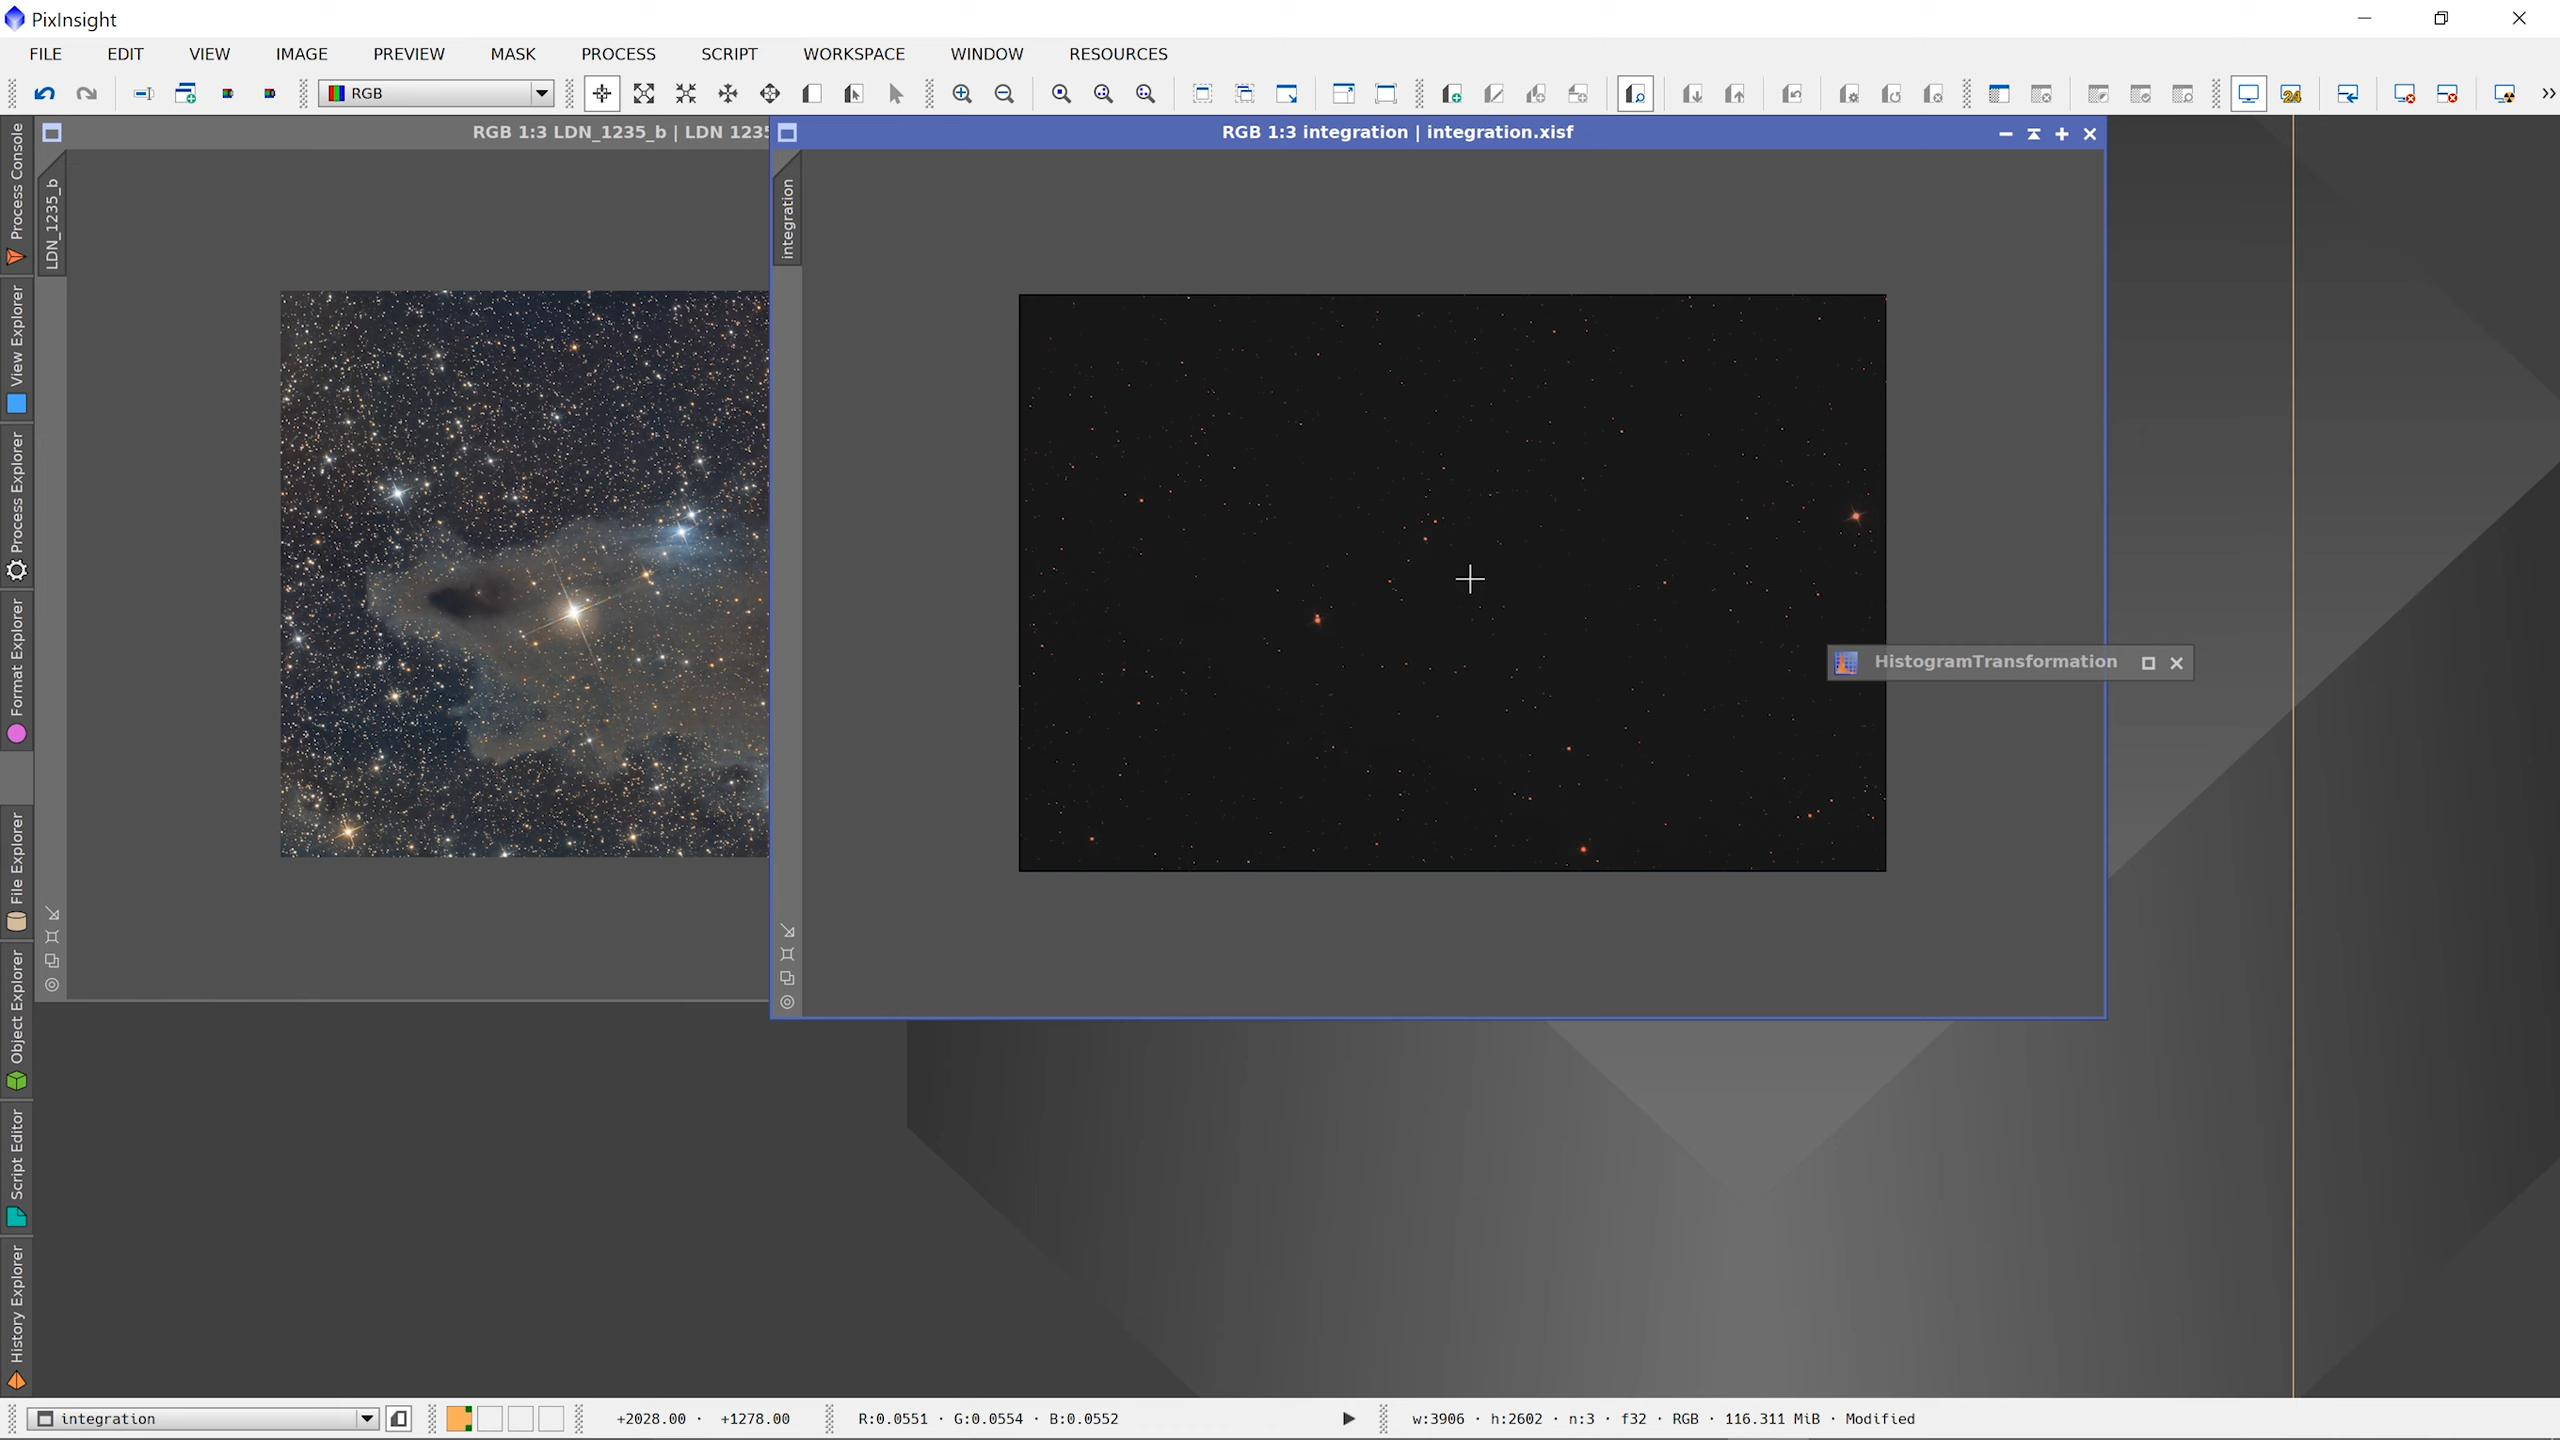 PixInsight
FILE EDIT VIEW IMAGE PREVIEW MASK PROCESS SCRIPT WORKSPACE WINDOW RESOURCES
RGB
24
RGB 1:3 LDN_1235_b | LDN 1235
RGB 1:3 integration | integration.xisf
Process Console
View Explorer
Process Explorer
Format Explorer
File Explorer
Object Explorer
Script Editor
History Explorer
LDN_1235_b
integration
HistogramTransformation
integration
+2028.00 · +1278.00
R:0.0551 · G:0.0554 · B:0.0552
w:3906 · h:2602 · n:3 · f32 · RGB · 116.311 MiB · Modified